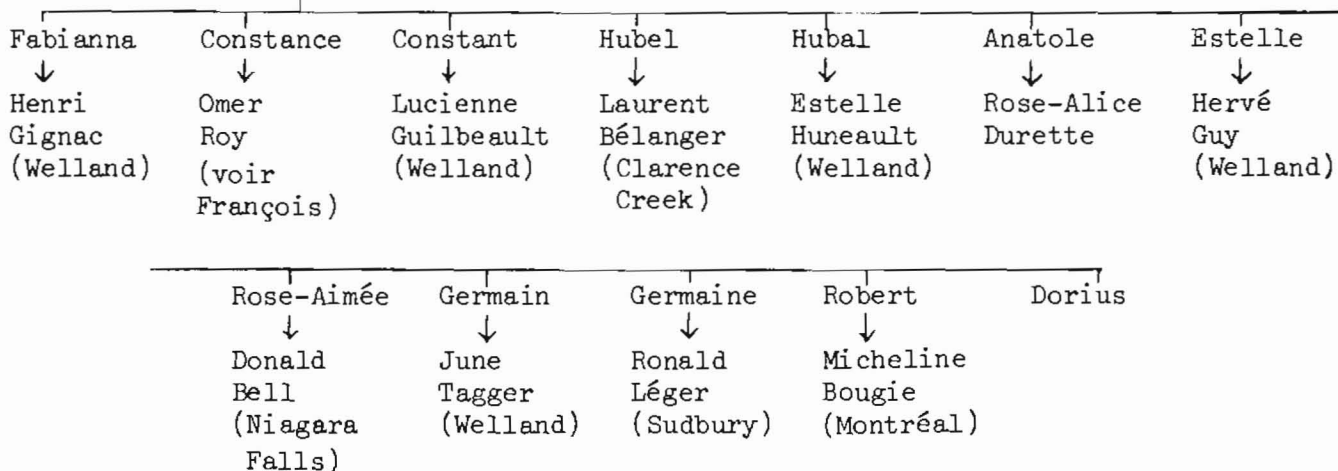 Fabianna Constance Constant Hubel Hubal Anatole Estelle
↓ ↓ ↓ ↓ ↓ ↓ ↓
Henri Omer Lucienne Laurent Estelle Rose-Alice Hervé
Gignac Roy Guilbeault Bélanger Huneault Durette Guy
(Welland) (voir (Welland) (Clarence (Welland) (Welland)
François) Creek)
Rose-Aimée Germain Germaine Robert Dorius
↓ ↓ ↓ ↓
Donald June Ronald Micheline
Bell Tagger Léger Bougie
(Niagara (Welland) (Sudbury) (Montréal)
Falls)